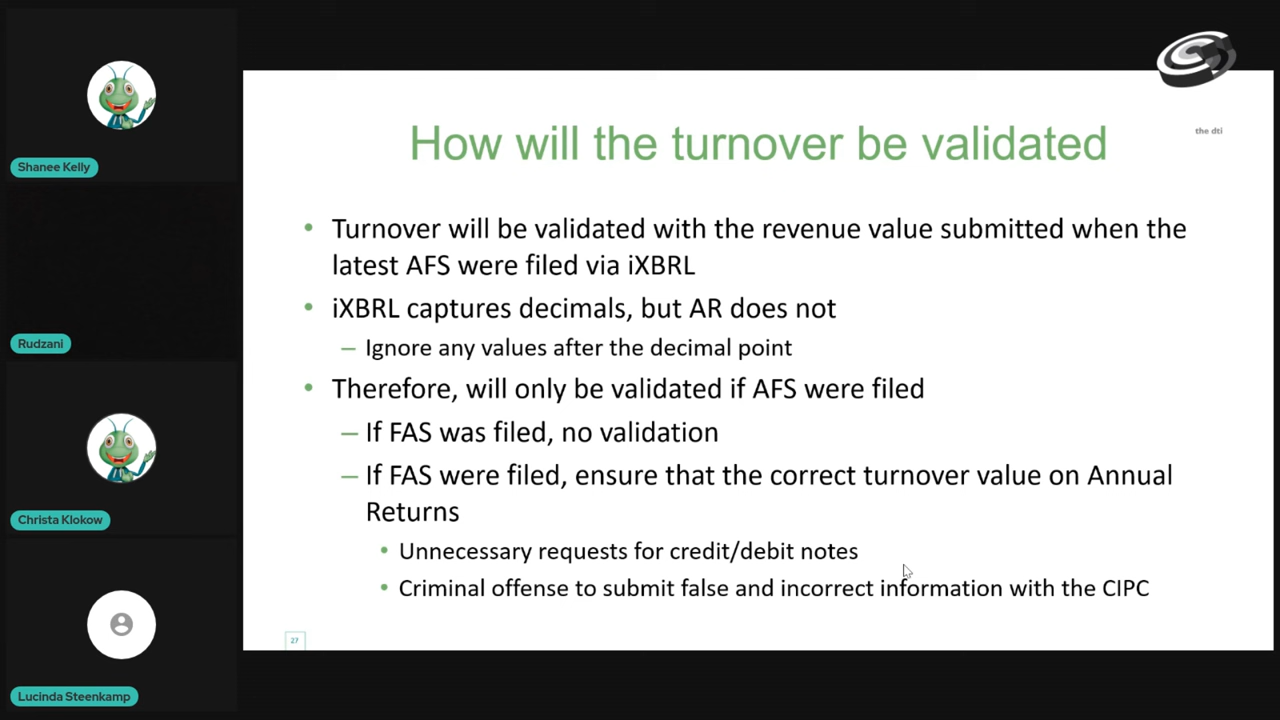 Shanee Kelly
Rudzani
Christa Klokow
Lucinda Steenkamp
the dti
How will the turnover be validated
• Turnover will be validated with the revenue value submitted when the
latest AFS were filed via iXBRL
• iXBRL captures decimals, but AR does not
– Ignore any values after the decimal point
• Therefore, will only be validated if AFS were filed
– If FAS was filed, no validation
– If FAS were filed, ensure that the correct turnover value on Annual
Returns
• Unnecessary requests for credit/debit notes
• Criminal offense to submit false and incorrect information with the CIPC
27